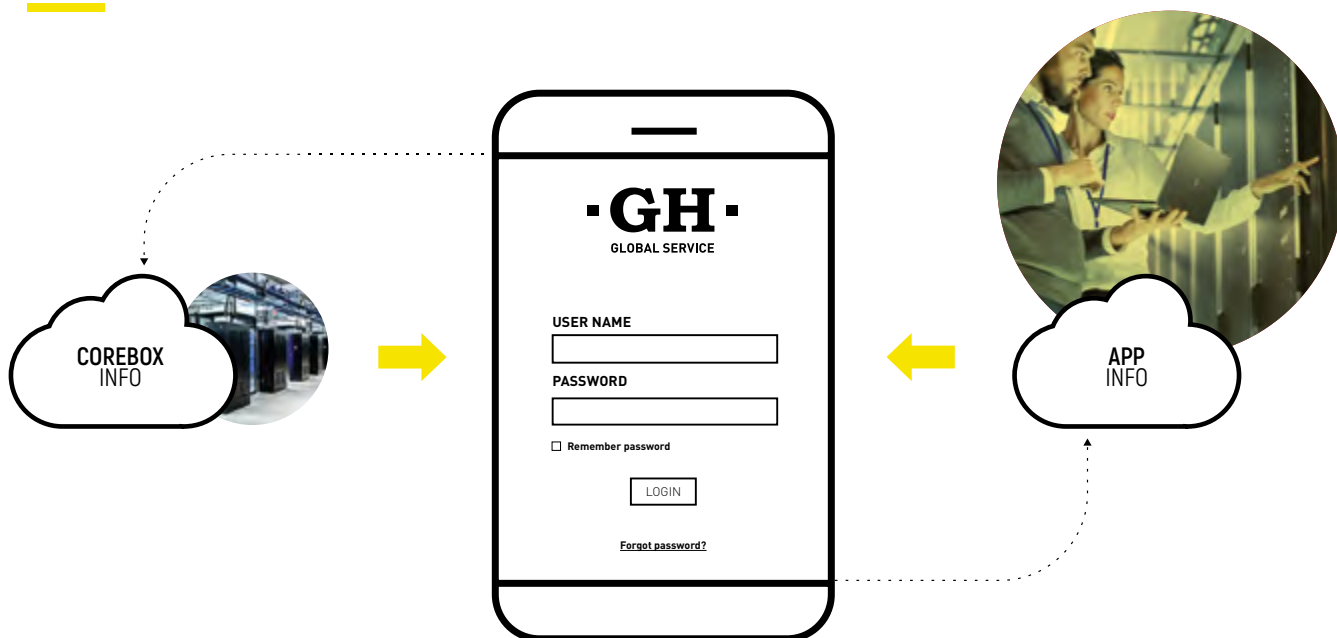 ·GH·
GLOBAL SERVICE
USER NAME
PASSWORD
Remember password
LOGIN
Forgot password?
COREBOX
INFO
APP
INFO